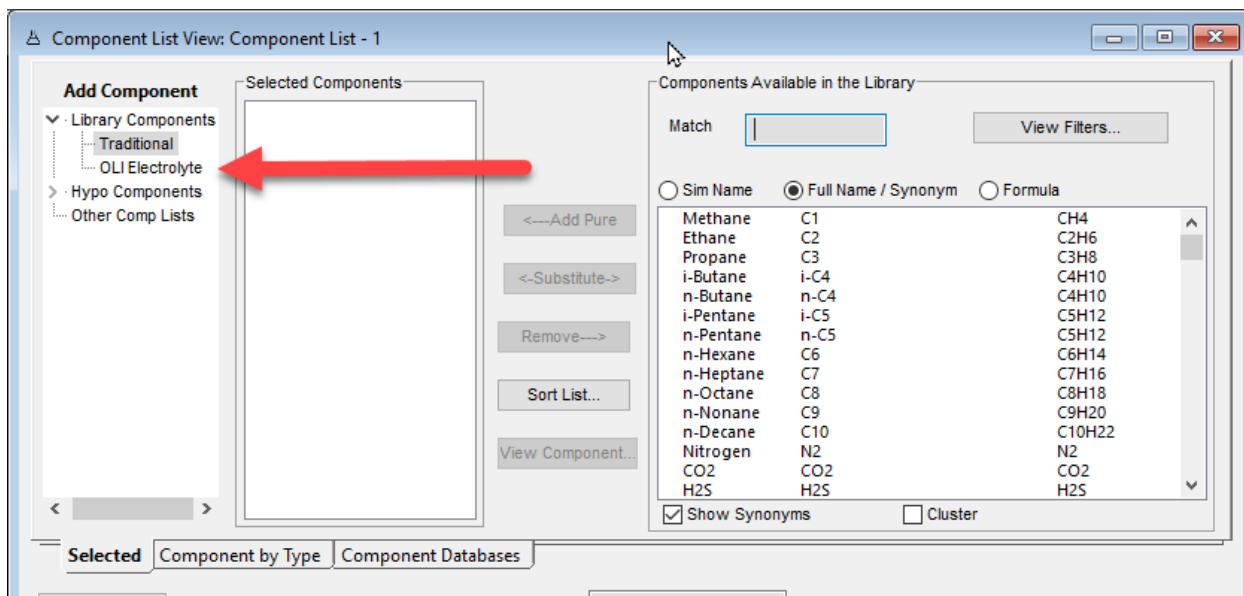 Component List View: Component List - 1
Add Component
Library Components
Traditional
OLI Electrolyte
Hypo Components
Other Comp Lists
Selected Components
<---Add Pure
<-Substitute->
Remove--->
Sort List...
View Component...
Components Available in the Library
Match
View Filters...
Sim Name Full Name / Synonym Formula
Methane C1 CH4
Ethane C2 C2H6
Propane C3 C3H8
i-Butane i-C4 C4H10
n-Butane n-C4 C4H10
i-Pentane i-C5 C5H12
n-Pentane n-C5 C5H12
n-Hexane C6 C6H14
n-Heptane C7 C7H16
n-Octane C8 C8H18
n-Nonane C9 C9H20
n-Decane C10 C10H22
Nitrogen N2 N2
CO2 CO2 CO2
H2S H2S H2S
Show Synonyms Cluster
Selected Component by Type Component Databases